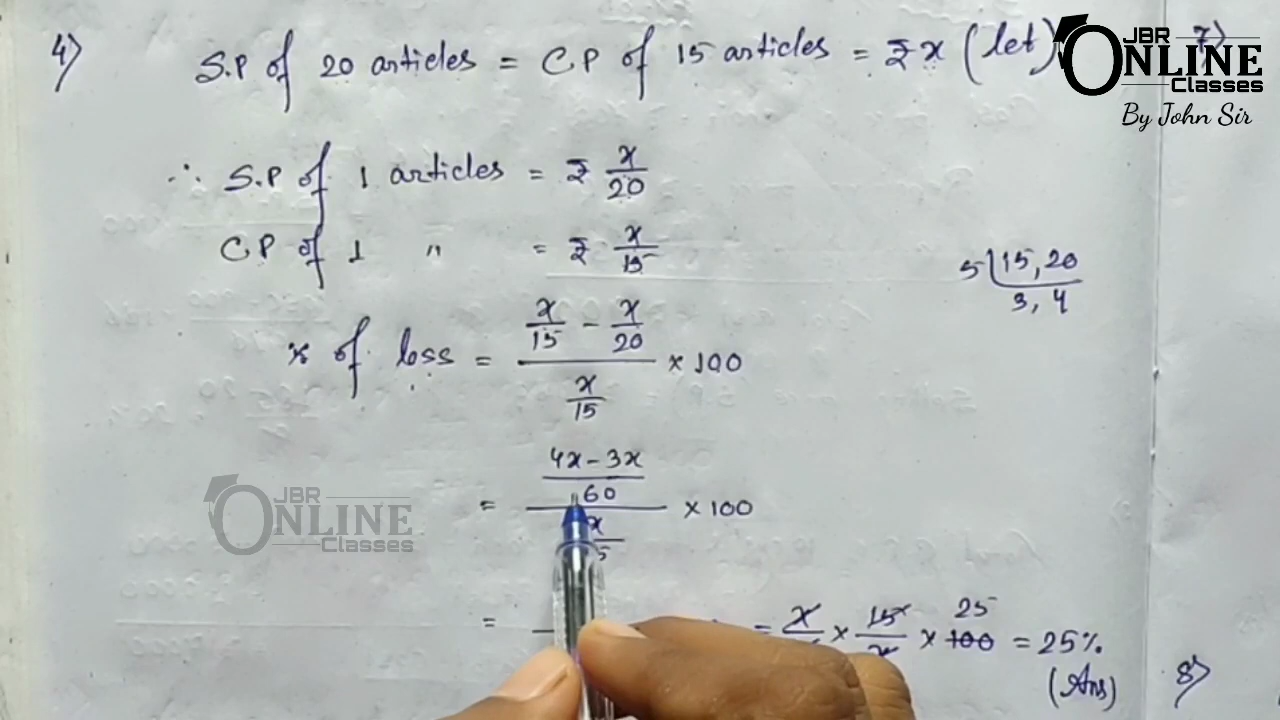 4) S.P of 20 articles = C.P of 15 articles = ₹ x (let)
7)
JBR
ONLINE
Classes
By John Sir
∴ S.P of 1 articles = ₹ x/20
C.P of 1 " = ₹ x/15
5 | 15, 20
3, 4
% of loss = (x/15 - x/20) / (x/15) × 100
= (4x - 3x)/60 / × 100
JBR
ONLINE
Classes
= = x × 15/x × 100 25 = 25%
(Ans)
8)